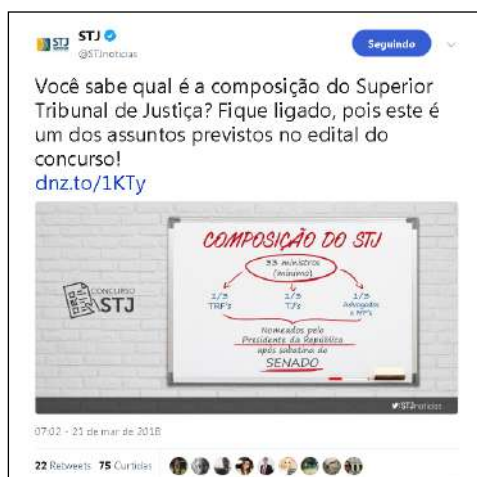 STJ
STJ
@STJnoticias
Seguindo
Você sabe qual é a composição do Superior
Tribunal de Justiça? Fique ligado, pois este é
um dos assuntos previstos no edital do
concurso!
dnz.to/1KTy
COMPOSIÇÃO DO STJ
33 ministros
(mínimo)
1/3
TRF's
1/3
TJ's
1/3
Advogados
e MP's
CONCURSO
STJ
Nomeados pelo
Presidente da República
após sabatina do
SENADO
STJnoticias
07:02 - 21 de mar de 2018
22 Retweets 75 Curtidas